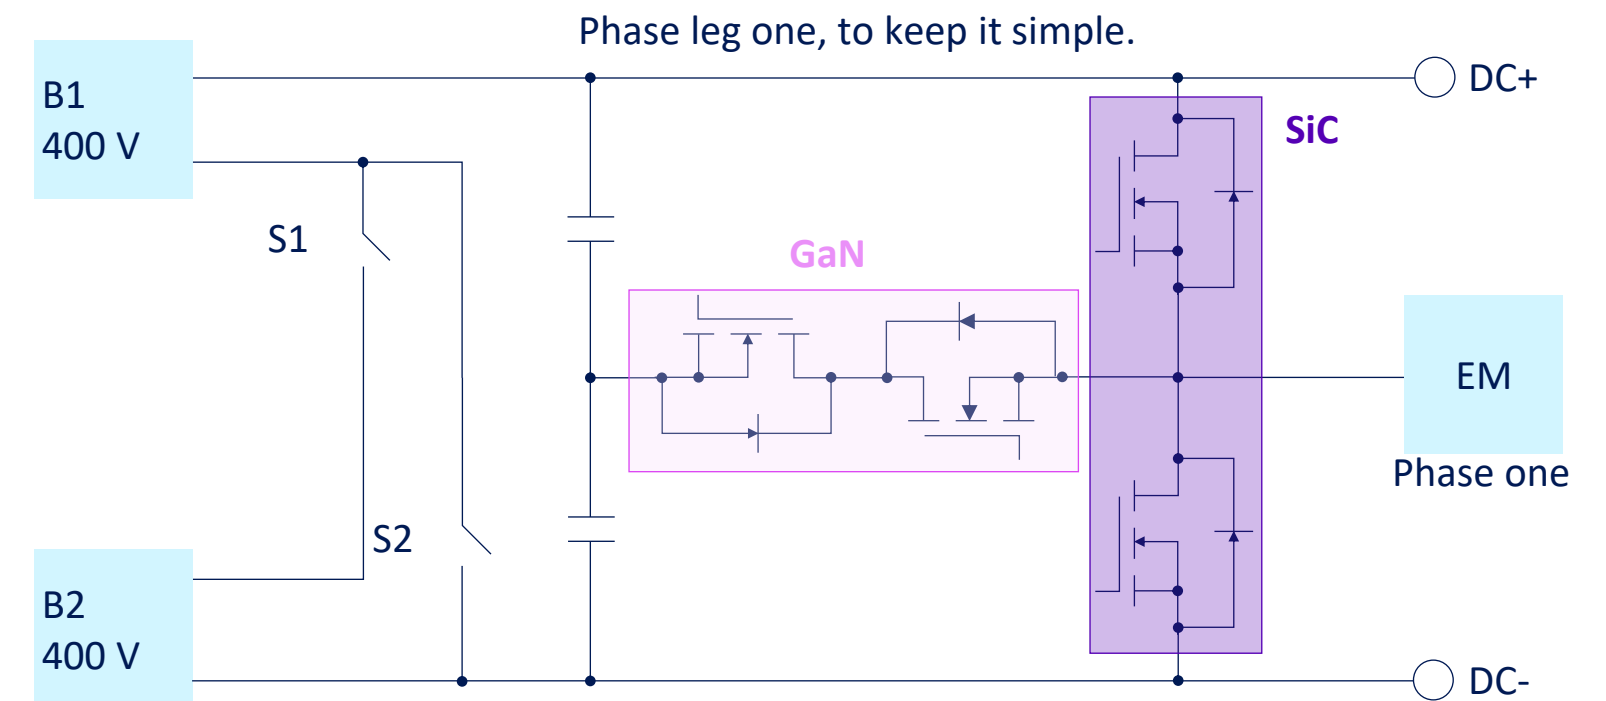 Phase leg one, to keep it simple.
B1
400 V
DC+
SiC
S1
GaN
EM
Phase one
S2
B2
400 V
DC-